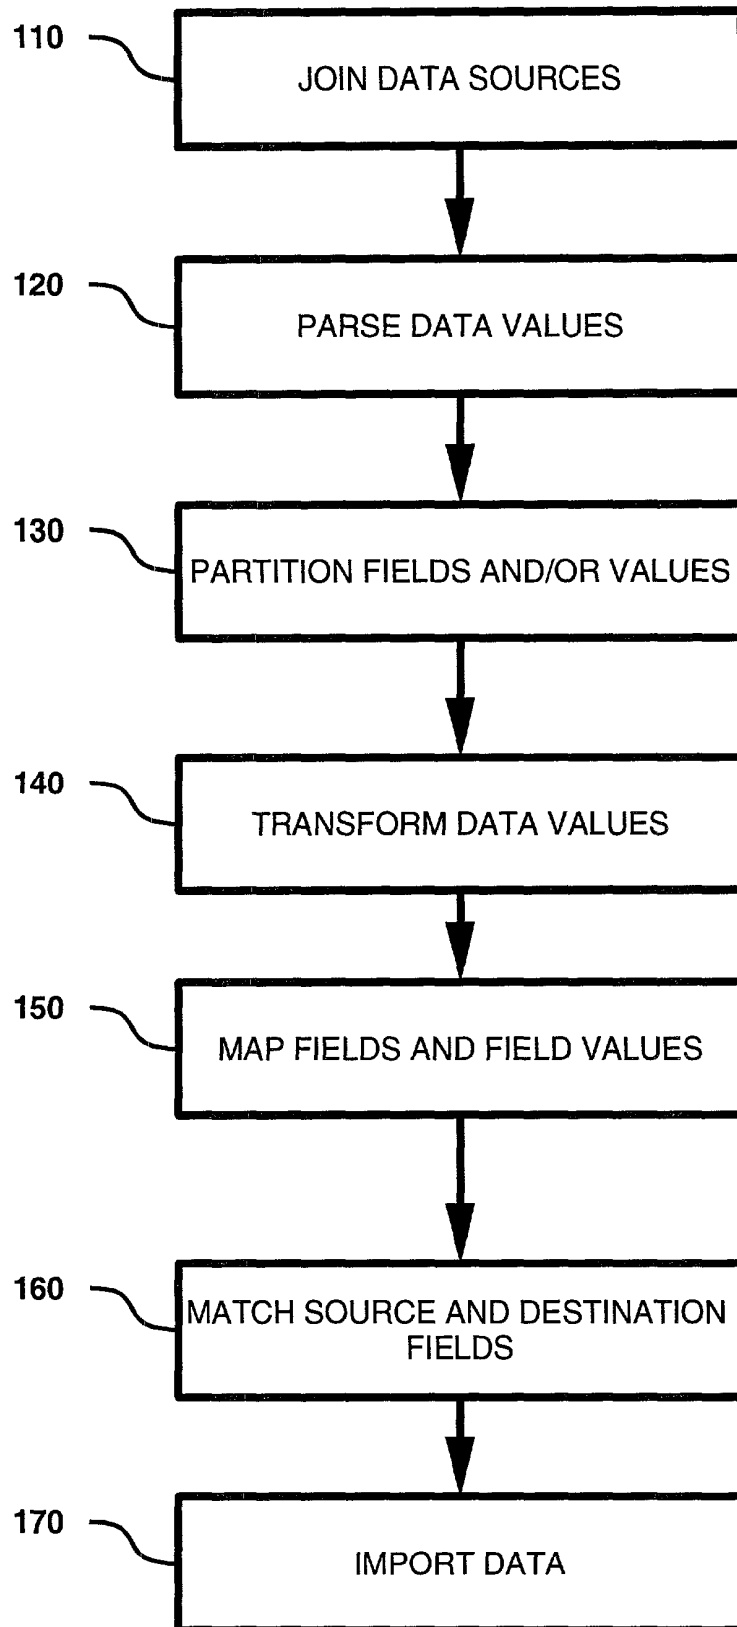 110
JOIN DATA SOURCES
120
PARSE DATA VALUES
130
PARTITION FIELDS AND/OR VALUES
140
TRANSFORM DATA VALUES
150
MAP FIELDS AND FIELD VALUES
160
MATCH SOURCE AND DESTINATION
FIELDS
170
IMPORT DATA